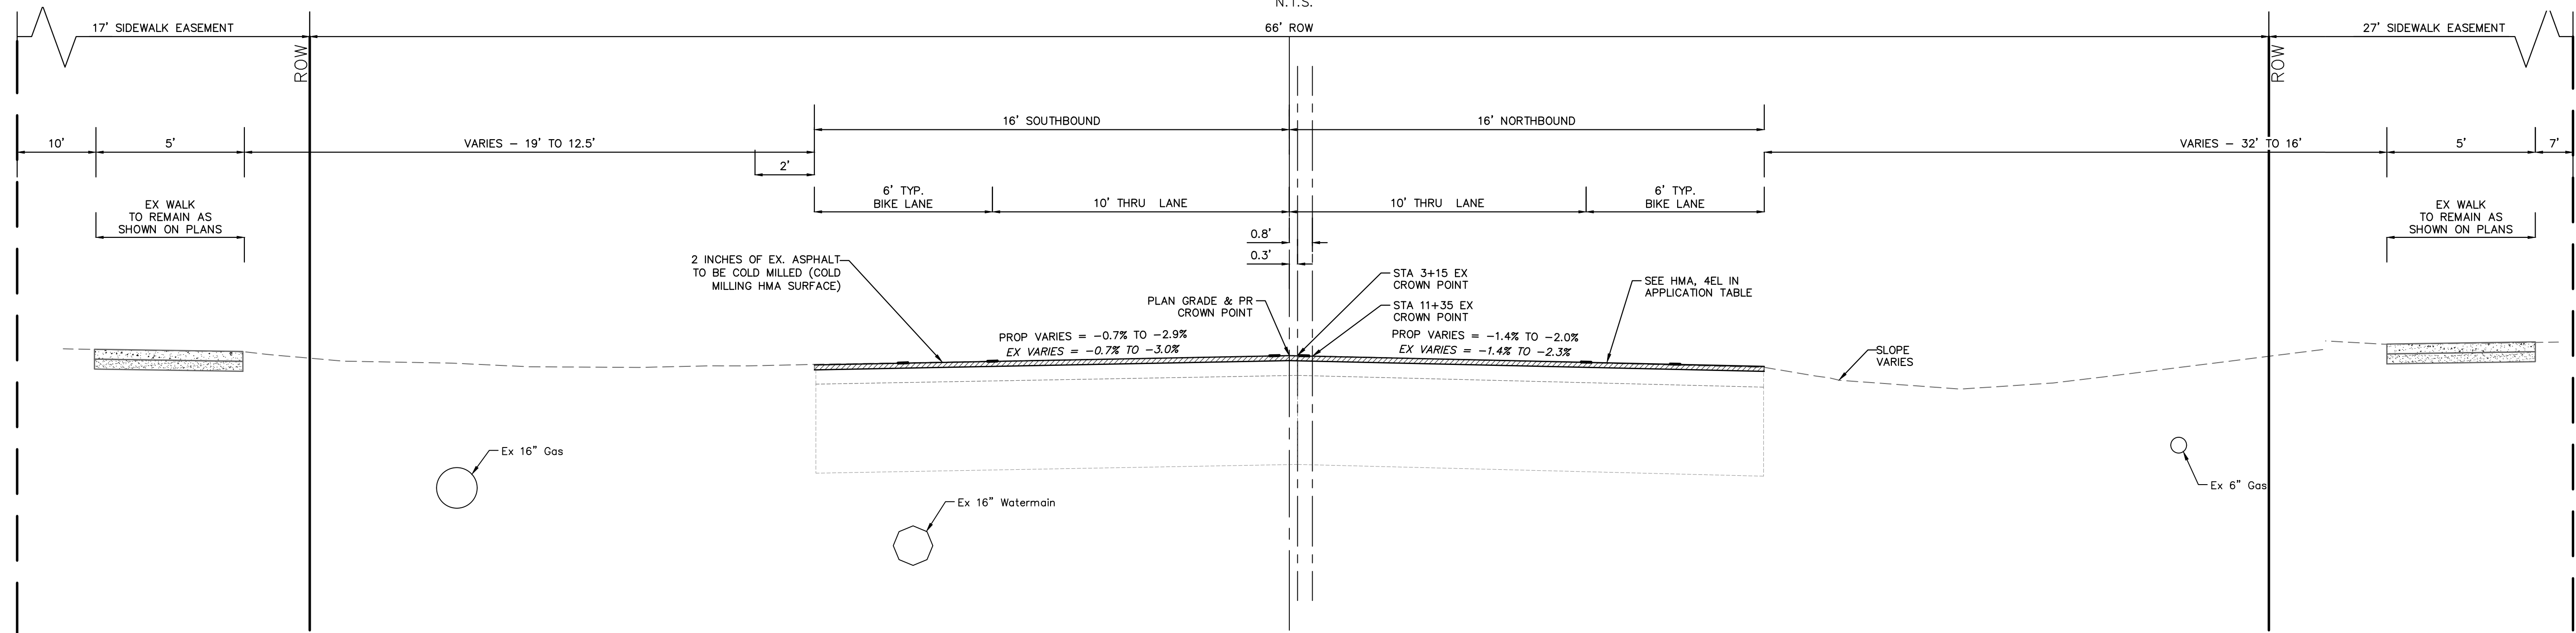 N.T.S.
17' SIDEWALK EASEMENT
66' ROW
27' SIDEWALK EASEMENT
ROW
ROW
16' SOUTHBOUND
16' NORTHBOUND
10'
5'
VARIES - 19' TO 12.5'
2'
VARIES - 32' TO 16'
5'
7'
6' TYP.
BIKE LANE
10' THRU LANE
10' THRU LANE
6' TYP.
BIKE LANE
EX WALK
TO REMAIN AS
SHOWN ON PLANS
EX WALK
TO REMAIN AS
SHOWN ON PLANS
0.8'
0.3'
2 INCHES OF EX. ASPHALT
TO BE COLD MILLED (COLD
MILLING HMA SURFACE)
PLAN GRADE & PR
CROWN POINT
STA 3+15 EX
CROWN POINT
STA 11+35 EX
CROWN POINT
SEE HMA, 4EL IN
APPLICATION TABLE
PROP VARIES = -0.7% TO -2.9%
EX VARIES = -0.7% TO -3.0%
PROP VARIES = -1.4% TO -2.0%
EX VARIES = -1.4% TO -2.3%
SLOPE
VARIES
Ex 16" Gas
Ex 16" Watermain
Ex 6" Gas